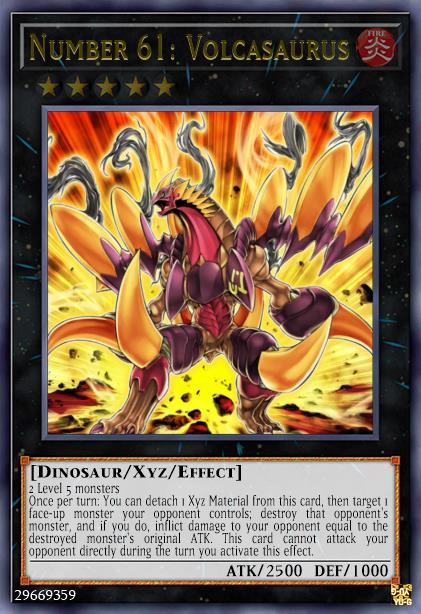 Number 61: Volcasaurus
FIRE
炎
61
[Dinosaur/Xyz/Effect]
2 Level 5 monsters
Once per turn: You can detach 1 Xyz Material from this card, then target 1
face-up monster your opponent controls; destroy that opponent's
monster, and if you do, inflict damage to your opponent equal to the
destroyed monster's original ATK. This card cannot attack your
opponent directly during the turn you activate this effect.
ATK/2500 DEF/1000
29669359